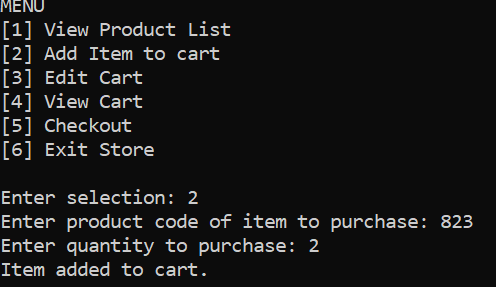 MENU
[1] View Product List
[2] Add Item to cart
[3] Edit Cart
[4] View Cart
[5] Checkout
[6] Exit Store
Enter selection: 2
Enter product code of item to purchase: 823
Enter quantity to purchase: 2
Item added to cart.